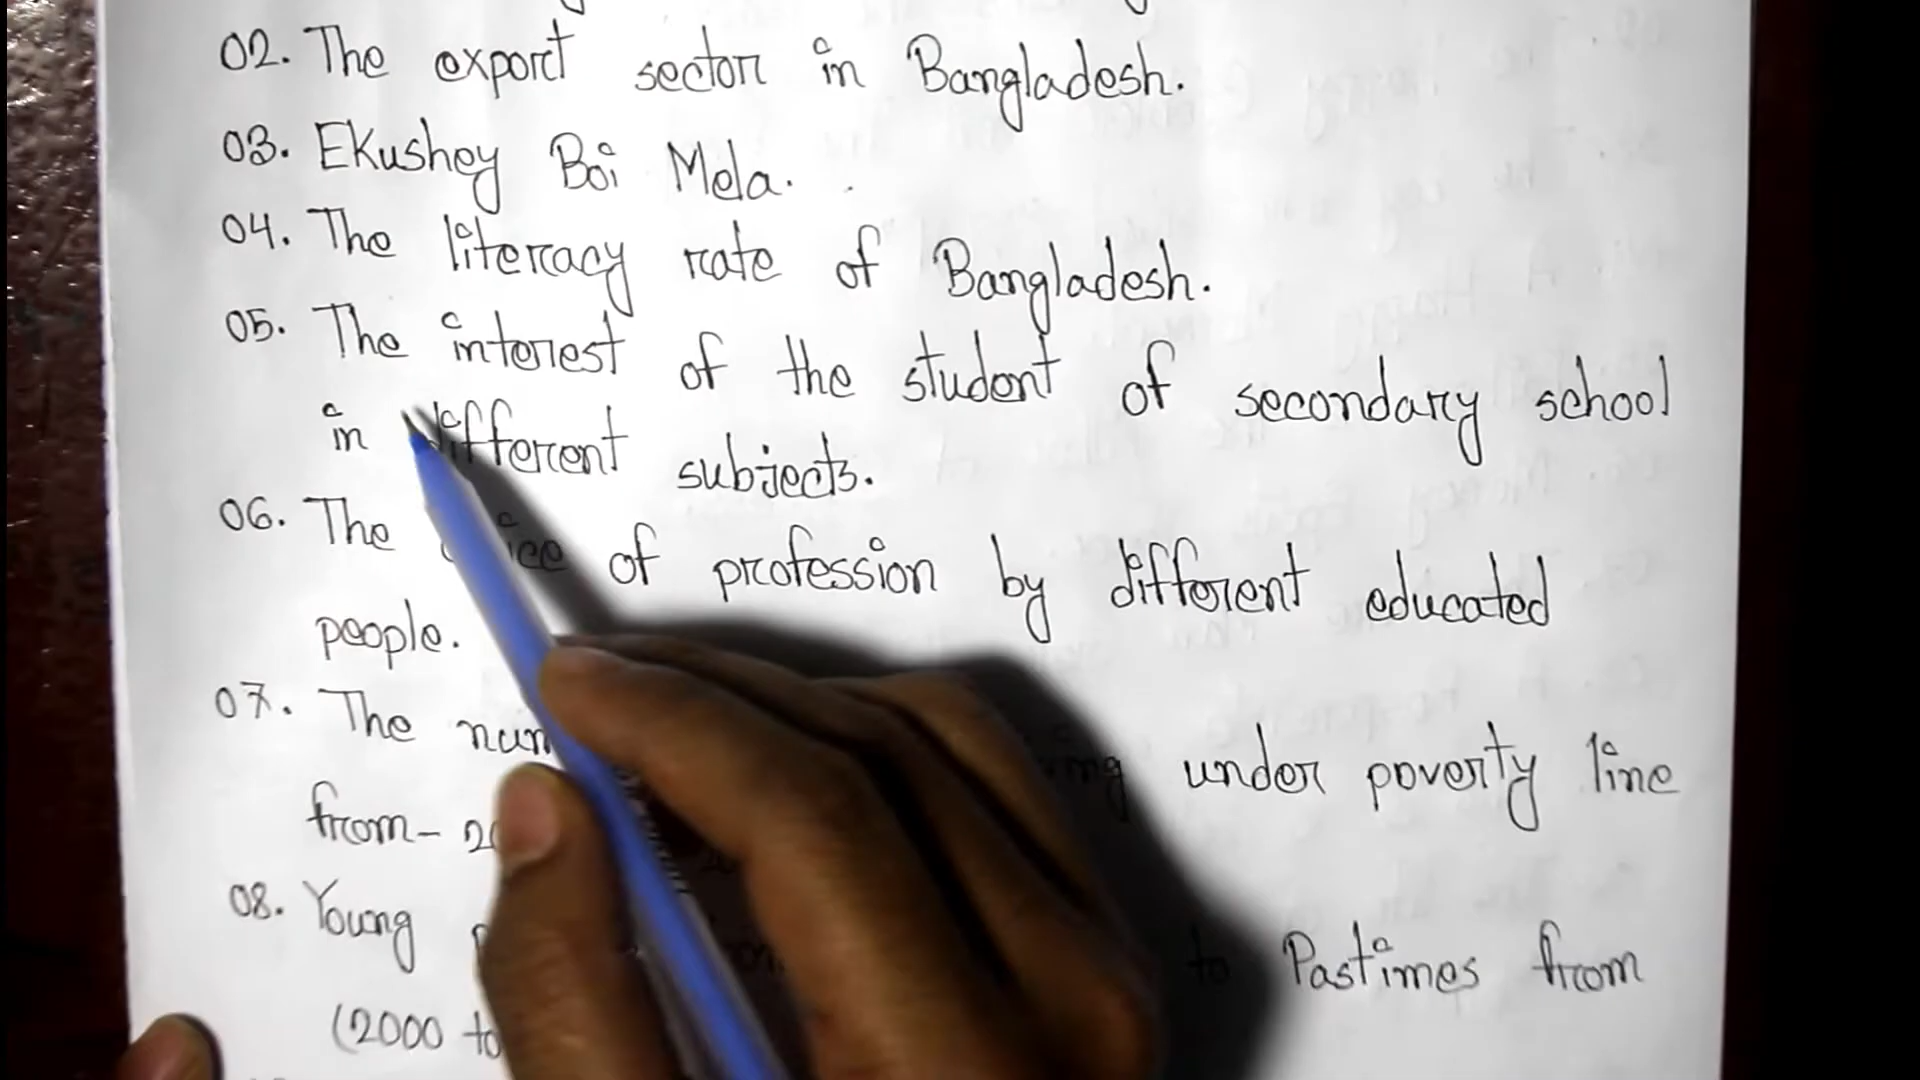 02. The export sector in Bangladesh.
03. Ekushey Boi Mela.
04. The literacy rate of Bangladesh.
05. The interest of the student of secondary school
in different subjects.
06. The of profession by different educated
people.
07. The under poverty line
from-
08. Young to Pastimes from
(2000 to